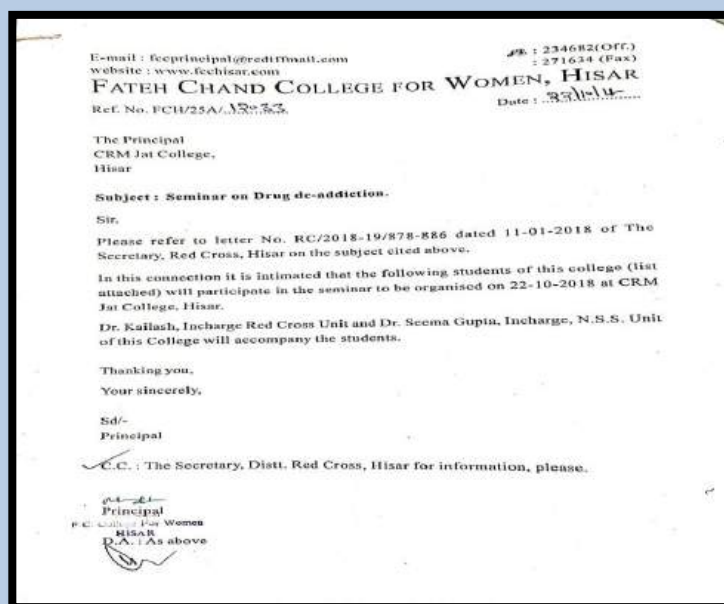 E-mail : fccprincipal@rediffmail.com
: 234682(Off.)
website : www.fcchisar.com
: 271634 (Fax)
FATEH CHAND COLLEGE FOR WOMEN, HISAR
Ref. No. FCH/25A/
Date :
The Principal
CRM Jat College,
Hisar
Subject : Seminar on Drug de-addiction.
Sir,
Please refer to letter No. RC/2018-19/878-886 dated 11-01-2018 of The
Secretary, Red Cross, Hisar on the subject cited above.
In this connection it is intimated that the following students of this college (list
attached) will participate in the seminar to be organised on 22-10-2018 at CRM
Jat College, Hisar.
Dr. Kailash, Incharge Red Cross Unit and Dr. Seema Gupta, Incharge, N.S.S. Unit
of this College will accompany the students.
Thanking you,
Your sincerely,
Sd/-
Principal
C.C. : The Secretary, Distt. Red Cross, Hisar for information, please.
Principal
F.C. College For Women
HISAR
D.A. : As above